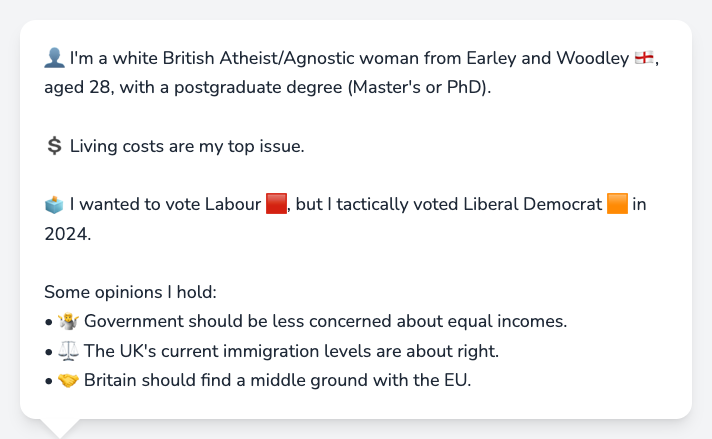 👤 I'm a white British Atheist/Agnostic woman from Earley and Woodley 🏴󠁧󠁢󠁥󠁮󠁧󠁿,
aged 28, with a postgraduate degree (Master's or PhD).
💲 Living costs are my top issue.
🗳️ I wanted to vote Labour 🟥, but I tactically voted Liberal Democrat 🟧 in
2024.
Some opinions I hold:
• 🤷 Government should be less concerned about equal incomes.
• ⚖️ The UK's current immigration levels are about right.
• 🤝 Britain should find a middle ground with the EU.